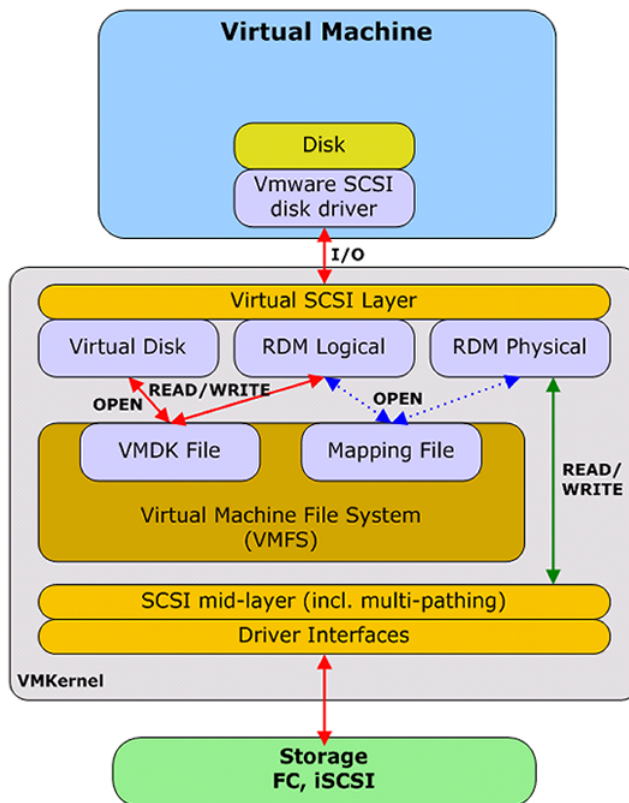 Virtual Machine
Disk
Vmware SCSI
disk driver
I/O
Virtual SCSI Layer
Virtual Disk
RDM Logical
RDM Physical
READ/WRITE
OPEN
OPEN
VMDK File
Mapping File
READ/
WRITE
Virtual Machine File System
(VMFS)
SCSI mid-layer (incl. multi-pathing)
Driver Interfaces
VMKernel
Storage
FC, iSCSI